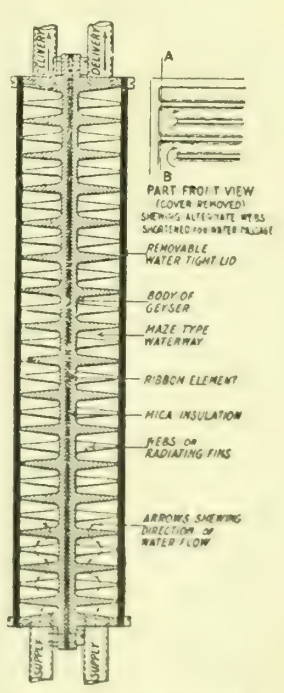 DELIVERY
DELIVERY
A
B
PART FRONT VIEW
(COVER REMOVED)
SHEWING ALTERNATE WEBS
SHORTENED FOR WATER PASSAGE
REMOVABLE
WATER TIGHT LID
BODY OF
GEYSER
MAZE TYPE
WATERWAY
RIBBON ELEMENT
MICA INSULATION
WEBS OR
RADIATING FINS
ARROWS SHEWING
DIRECTION OF
WATER FLOW
SUPPLY
SUPPLY